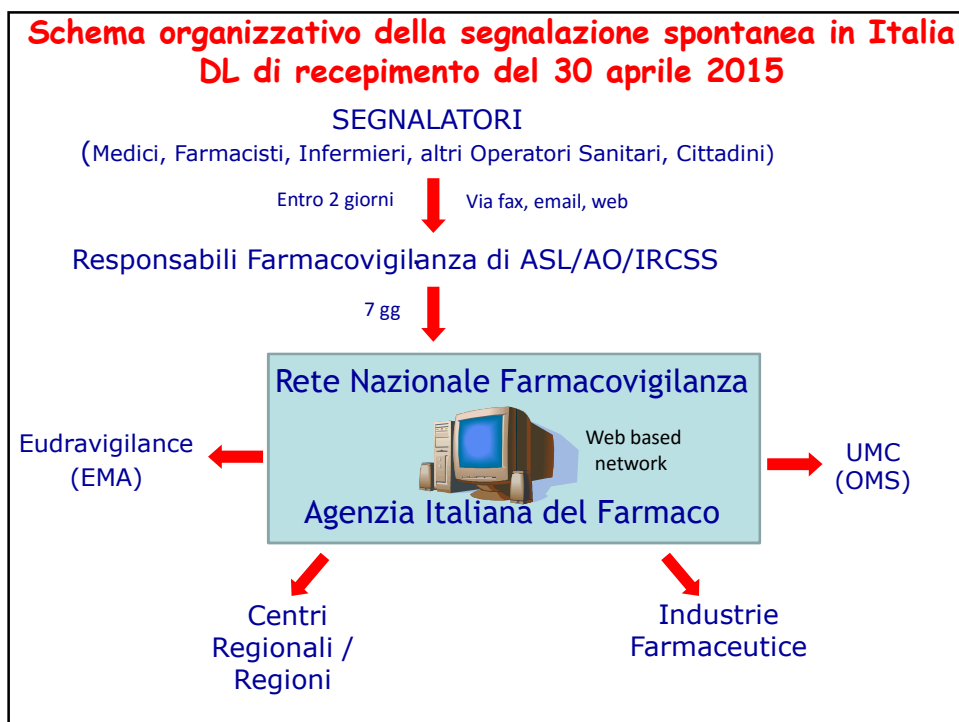 Schema organizzativo della segnalazione spontanea in Italia
DL di recepimento del 30 aprile 2015
SEGNALATORI
(Medici, Farmacisti, Infermieri, altri Operatori Sanitari, Cittadini)
Entro 2 giorni
Via fax, email, web
Responsabili Farmacovigilanza di ASL/AO/IRCSS
7 gg
Rete Nazionale Farmacovigilanza
Eudravigilance
(EMA)
Web based
network
UMC
(OMS)
Agenzia Italiana del Farmaco
Centri
Regionali /
Regioni
Industrie
Farmaceutice